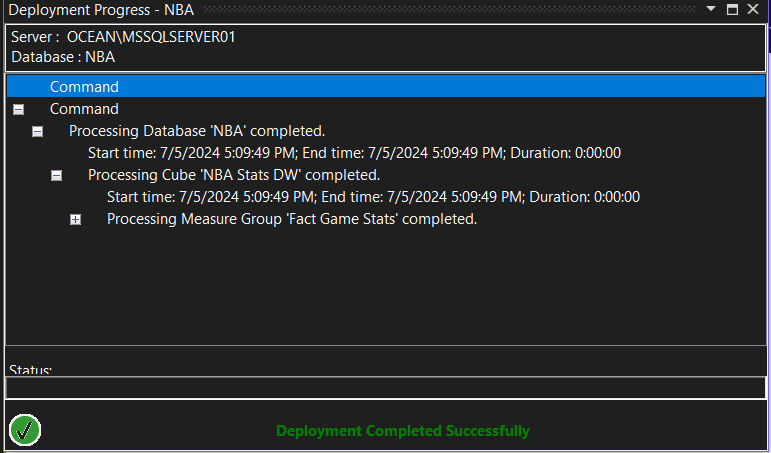 Deployment Progress - NBA
Server : OCEAN\MSSQLSERVER01
Database : NBA
Command
Command
Processing Database 'NBA' completed.
Start time: 7/5/2024 5:09:49 PM; End time: 7/5/2024 5:09:49 PM; Duration: 0:00:00
Processing Cube 'NBA Stats DW' completed.
Start time: 7/5/2024 5:09:49 PM; End time: 7/5/2024 5:09:49 PM; Duration: 0:00:00
Processing Measure Group 'Fact Game Stats' completed.
Status:
Deployment Completed Successfully